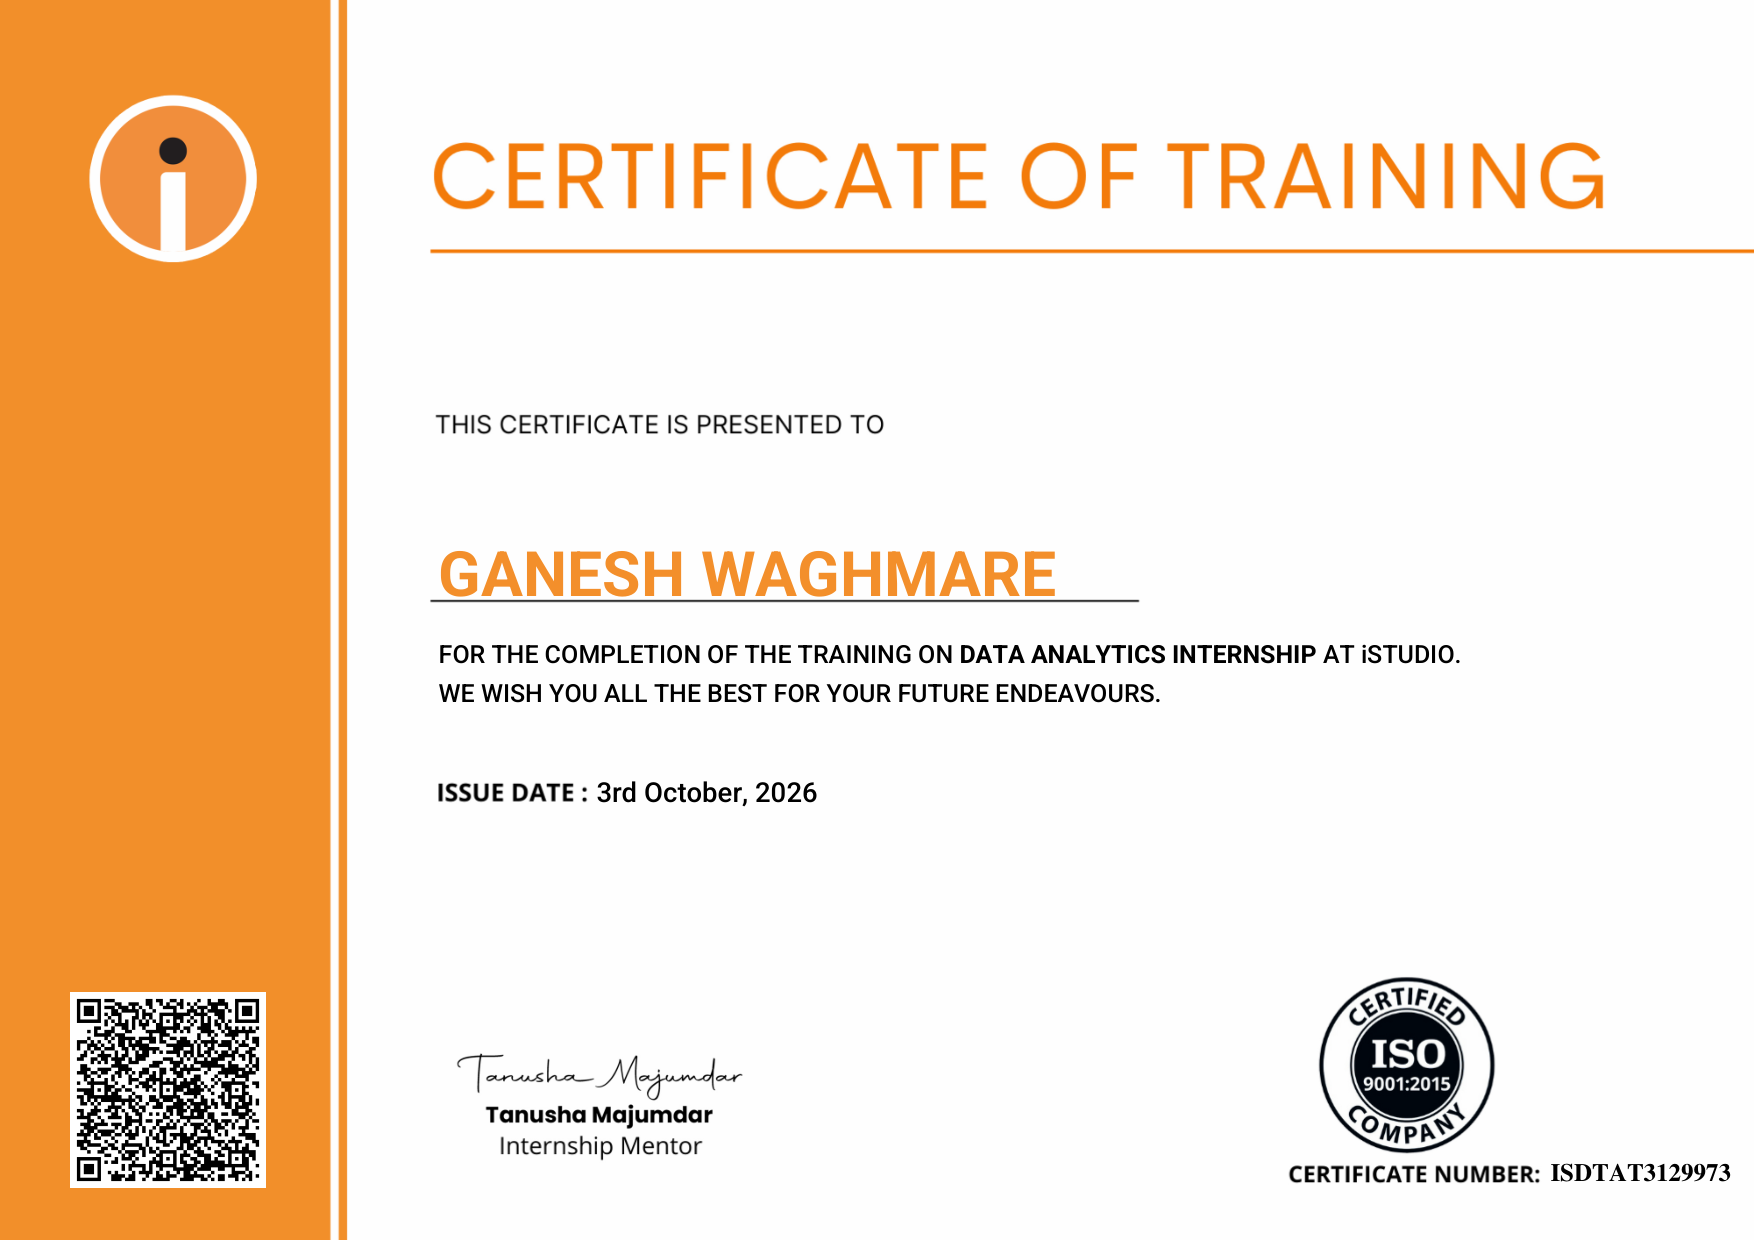 CERTIFICATE OF TRAINING
THIS CERTIFICATE IS PRESENTED TO
GANESH WAGHMARE
FOR THE COMPLETION OF THE TRAINING ON DATA ANALYTICS INTERNSHIP AT iSTUDIO.
WE WISH YOU ALL THE BEST FOR YOUR FUTURE ENDEAVOURS.
ISSUE DATE : 3rd October, 2026
Tanusha Majumdar
Tanusha Majumdar
Internship Mentor
CERTIFIED
ISO
9001:2015
COMPANY
CERTIFICATE NUMBER: ISDTAT3129973